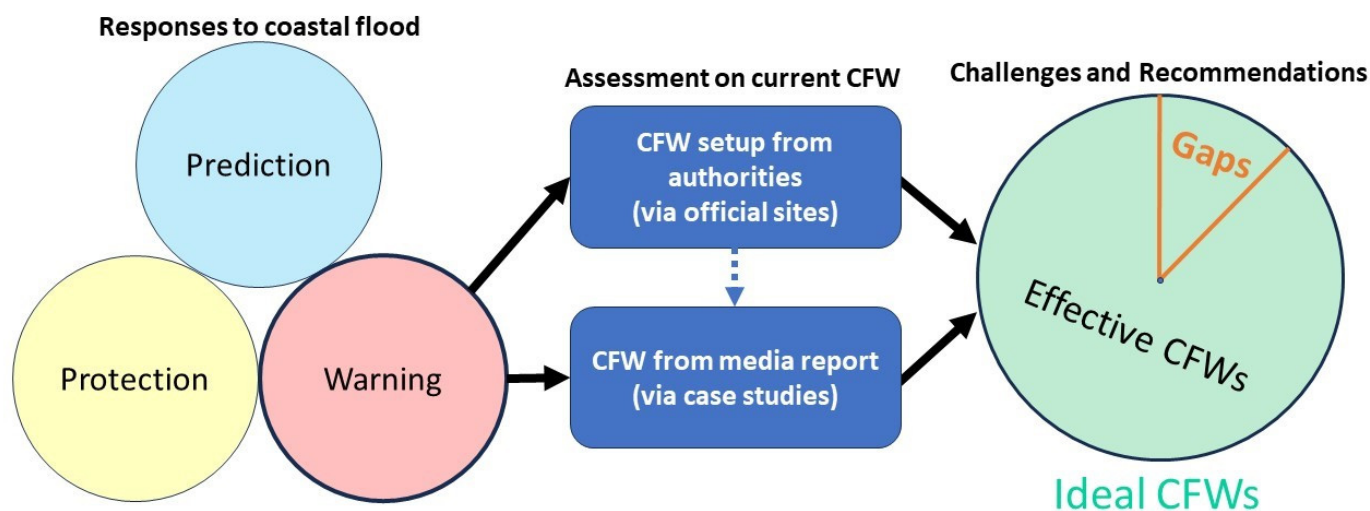 Responses to coastal flood
Prediction
Protection
Warning
Assessment on current CFW
CFW setup from
authorities
(via official sites)
CFW from media report
(via case studies)
Challenges and Recommendations
Gaps
Effective CFWs
Ideal CFWs